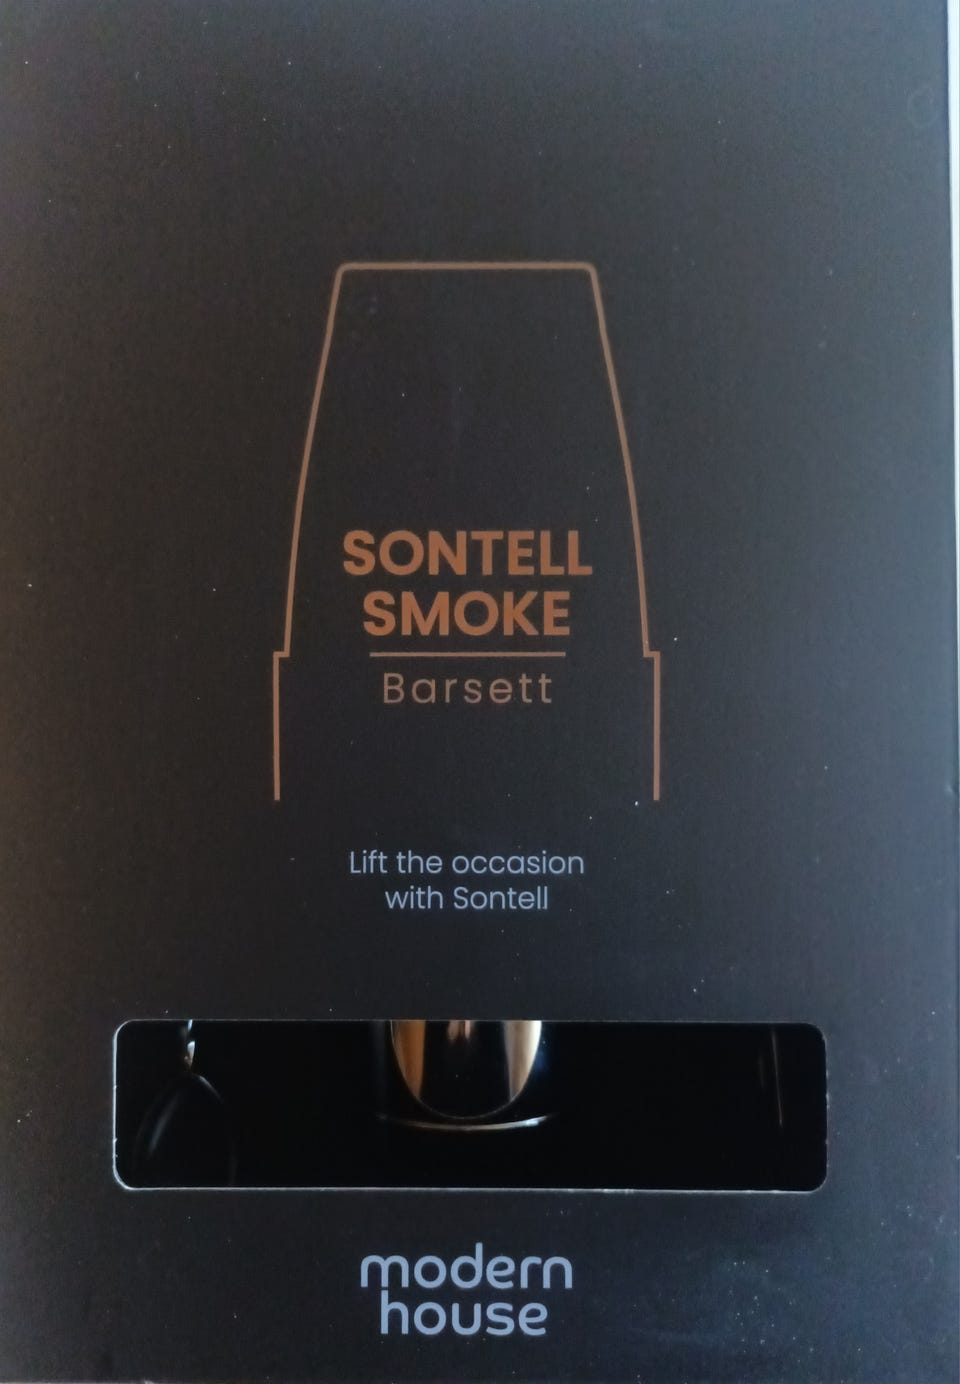 SONTELL
SMOKE
Barsett
Lift the occasion
with Sontell
modern
house